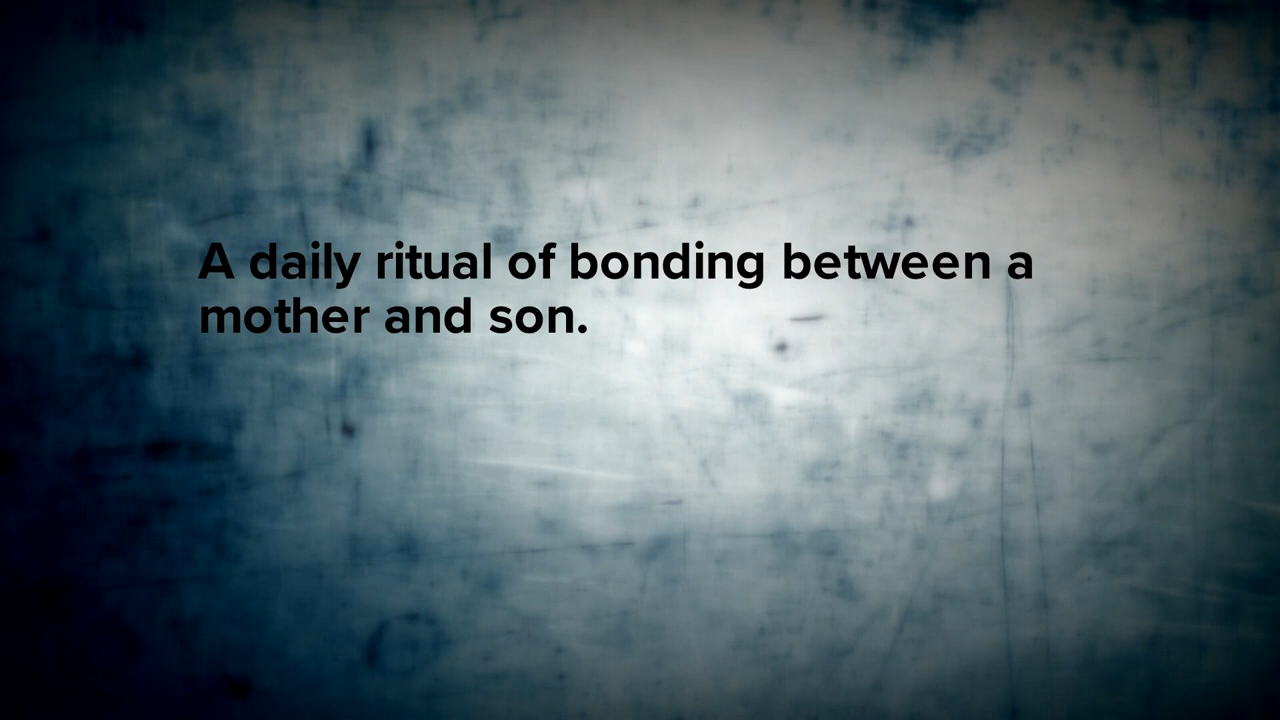 A daily ritual of bonding between a
mother and son.